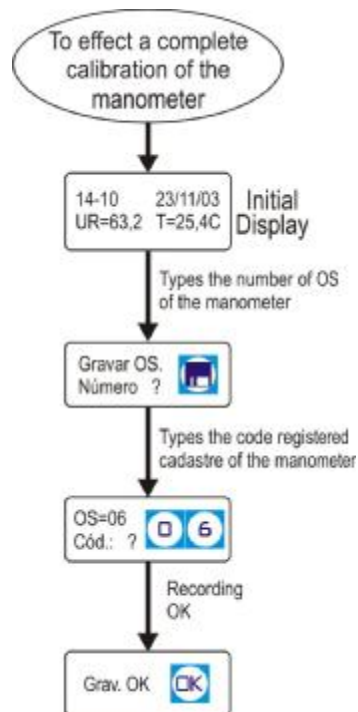 To effect a complete
calibration of the
manometer
14-10 23/11/03
UR=63,2 T=25,4C
Initial
Display
Types the number of OS
of the manometer
Gravar OS.
Número ?
Types the code registered
cadastre of the manometer
OS=06
Cód.: ? 0 6
Recording
OK
Grav. OK OK